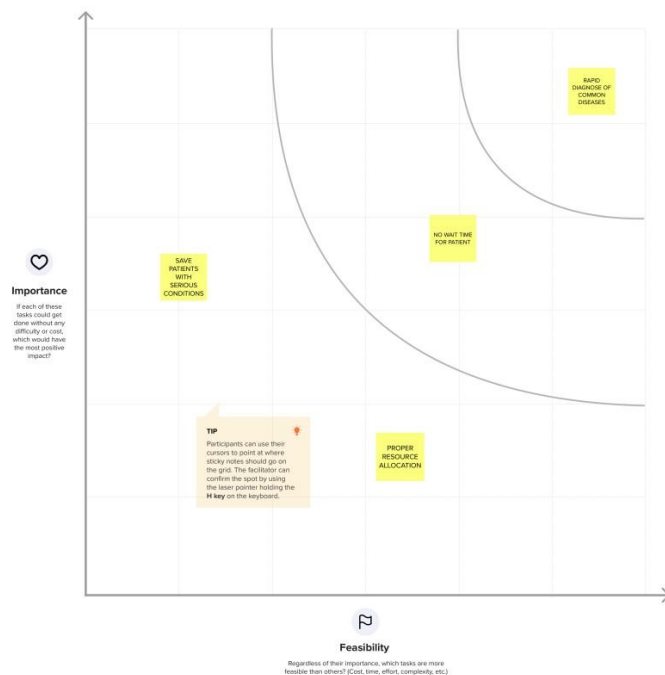 RAPID
DIAGNOSE OF
COMMON
DISEASES
NO WAIT TIME
FOR PATIENT
SAVE
PATIENTS
WITH
SERIOUS
CONDITIONS
Importance
If each of these
tasks could get
done without any
difficulty or cost,
which would have
the most positive
impact?
TIP
Participants can use their
cursors to point at where
sticky notes should go on
the grid. The facilitator can
confirm the spot by using
the laser pointer holding the
H key on the keyboard.
PROPER
RESOURCE
ALLOCATION
Feasibility
Regardless of their importance, which tasks are more
feasible than others? (Cost, time, effort, complexity, etc.)